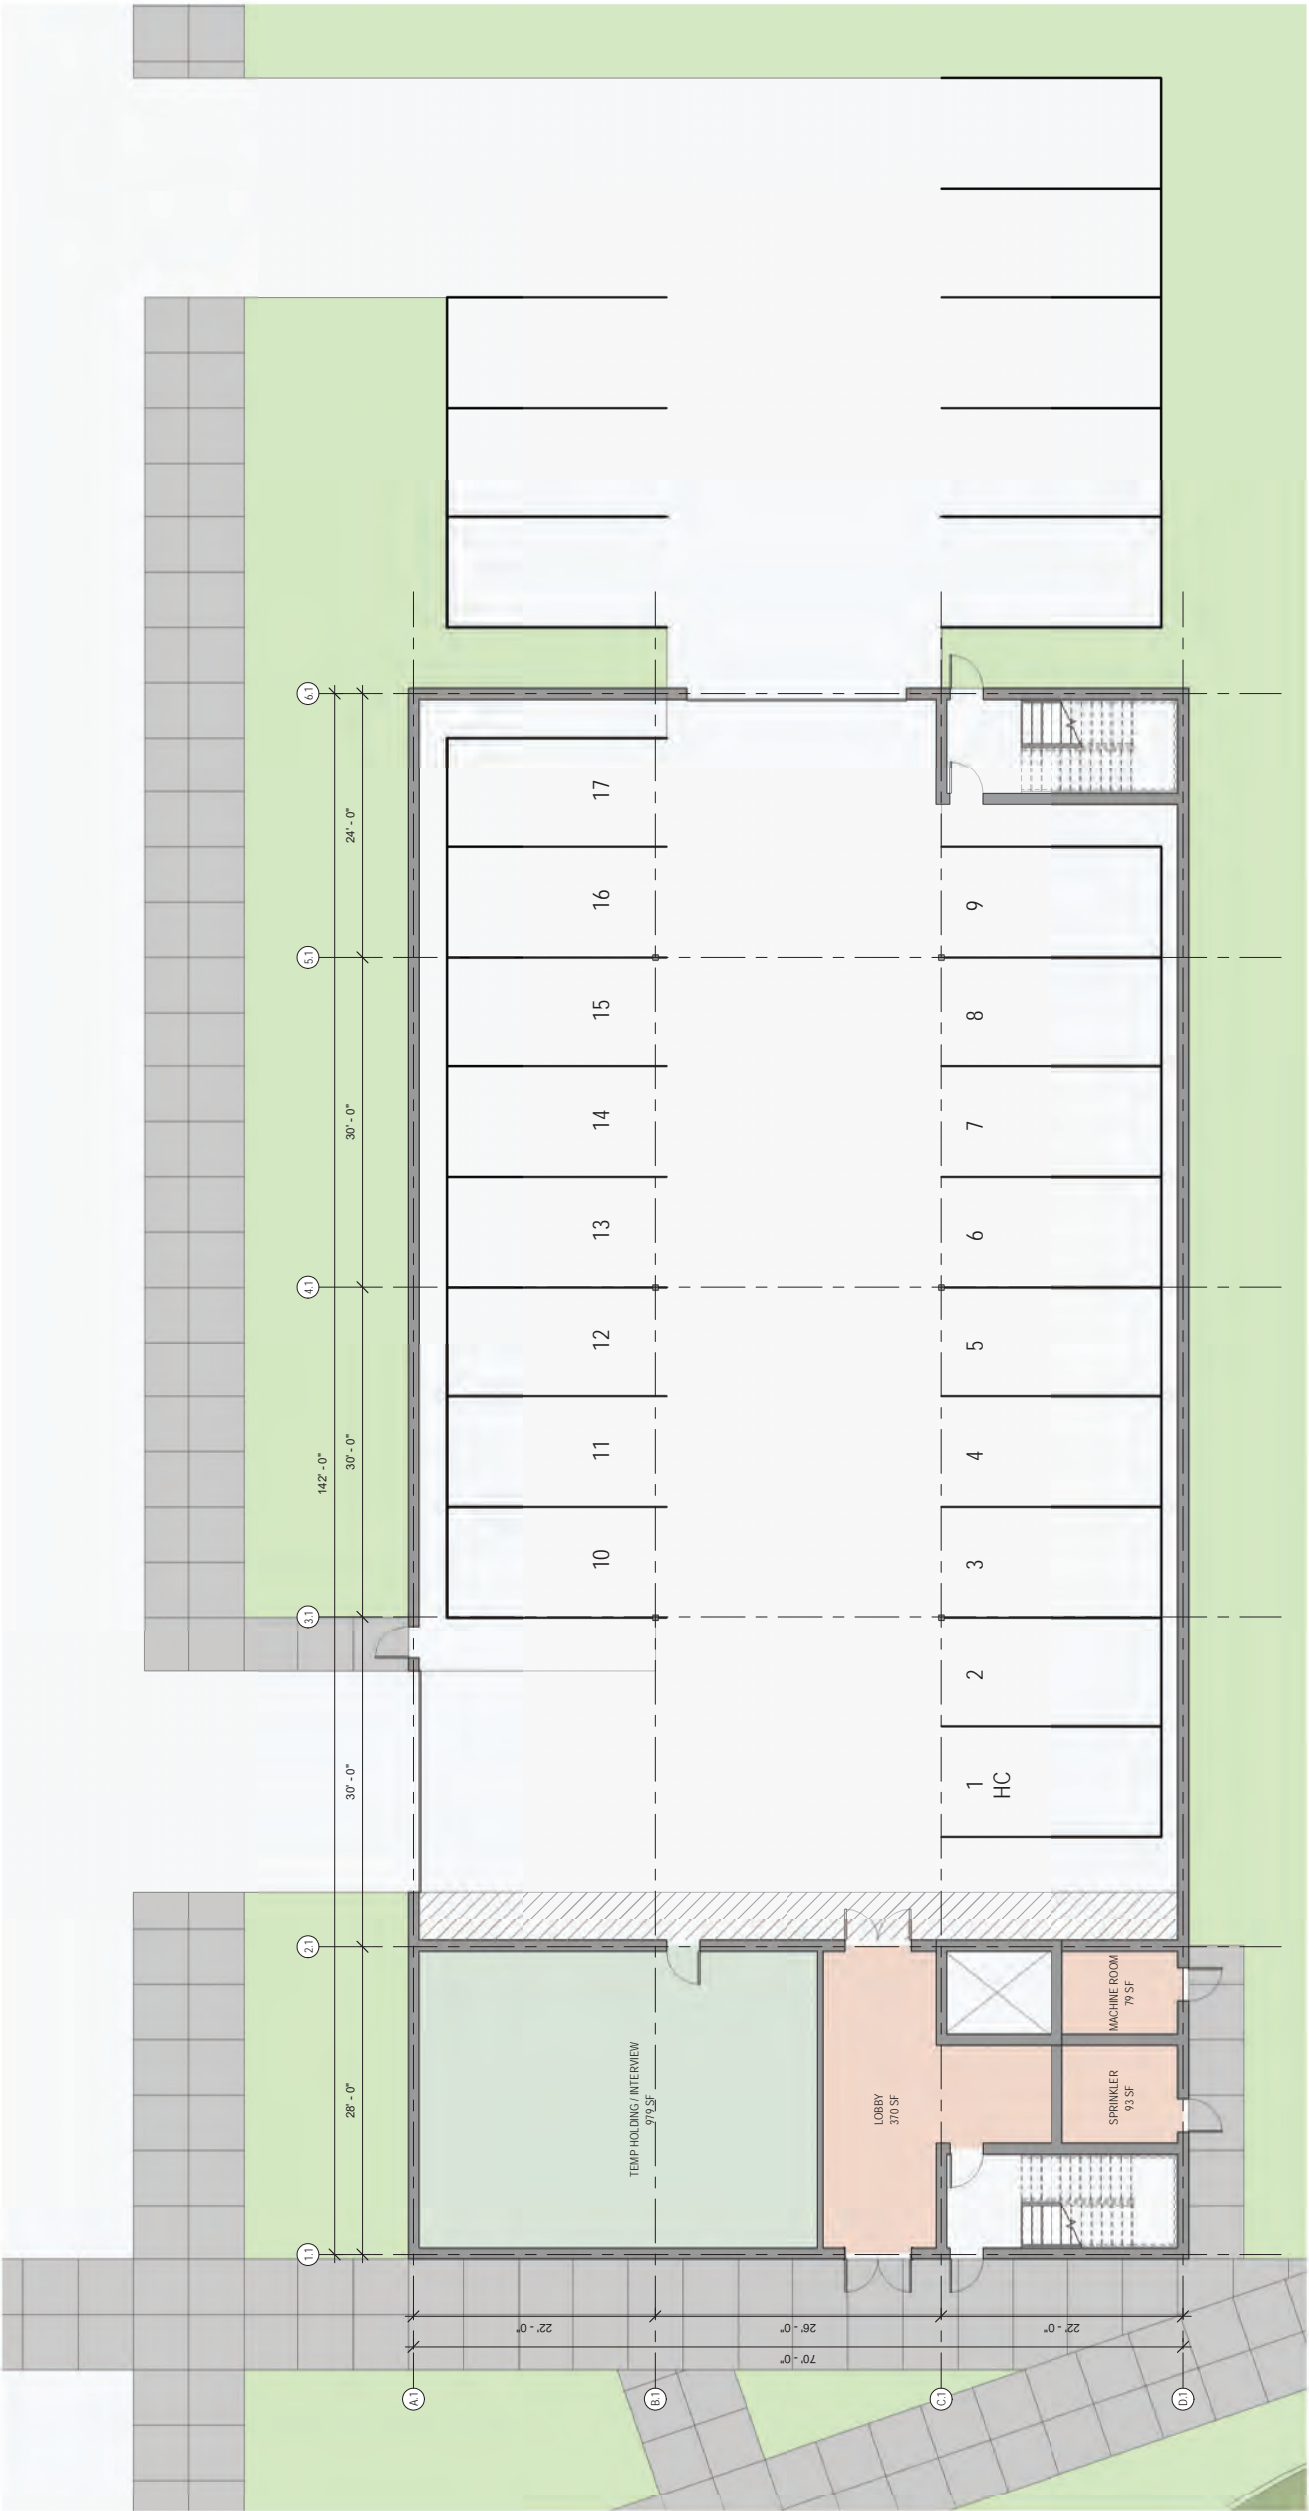 6.1
5.1
4.1
3.1
2.1
1.1
24' - 0"
30' - 0"
30' - 0"
30' - 0"
28' - 0"
142' - 0"
17
16
15
14
13
12
11
10
9
8
7
6
5
4
3
2
1
HC
TEMP HOLDING / INTERVIEW
979 SF
LOBBY
370 SF
MACHINE ROOM
79 SF
SPRINKLER
93 SF
22' - 0"
26' - 0"
22' - 0"
70' - 0"
A.1
B.1
C.1
D.1